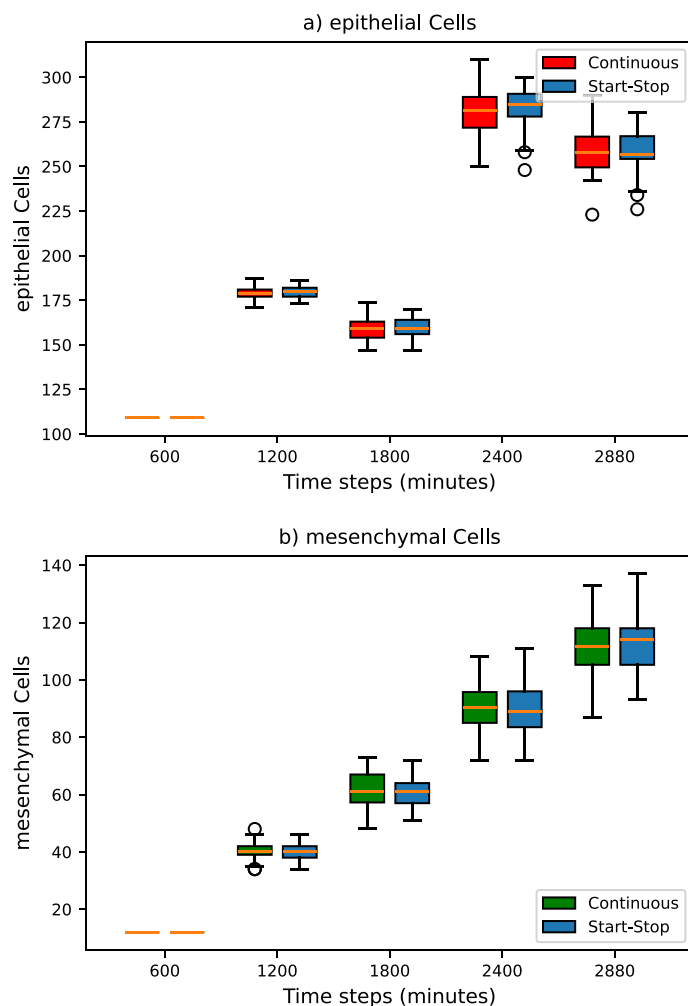 a) epithelial Cells
Continuous
Start-Stop
300
275
250
225
200
175
150
125
100
epithelial Cells
600 1200 1800 2400 2880
Time steps (minutes)
b) mesenchymal Cells
140
120
100
80
60
40
20
mesenchymal Cells
Continuous
Start-Stop
600 1200 1800 2400 2880
Time steps (minutes)